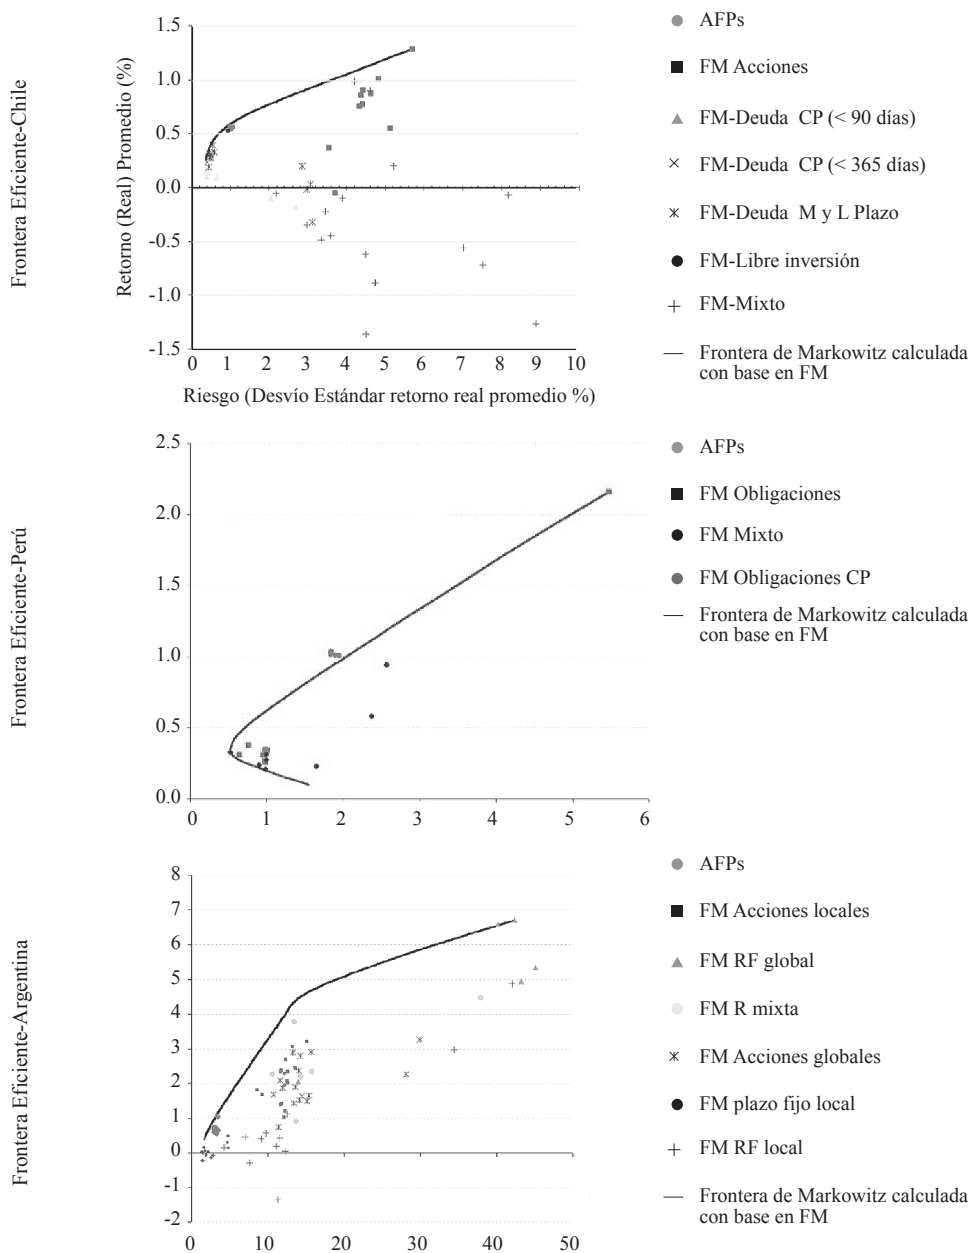 Frontera Eficiente-Chile
Retorno (Real) Promedio (%)
1.5
1.0
0.5
0.0
-0.5
-1.0
-1.5
0 1 2 3 4 5 6 7 8 9 10
Riesgo (Desvío Estándar retorno real promedio %)
AFPs
FM Acciones
FM-Deuda CP (< 90 días)
FM-Deuda CP (< 365 días)
FM-Deuda M y L Plazo
FM-Libre inversión
FM-Mixto
Frontera de Markowitz calculada
con base en FM
Frontera Eficiente-Perú
2.5
2.0
1.5
1.0
0.5
0.0
0 1 2 3 4 5 6
AFPs
FM Obligaciones
FM Mixto
FM Obligaciones CP
Frontera de Markowitz calculada
con base en FM
Frontera Eficiente-Argentina
8
7
6
5
4
3
2
1
0
-1
-2
0 10 20 30 40 50
AFPs
FM Acciones locales
FM RF global
FM R mixta
FM Acciones globales
FM plazo fijo local
FM RF local
Frontera de Markowitz calculada
con base en FM